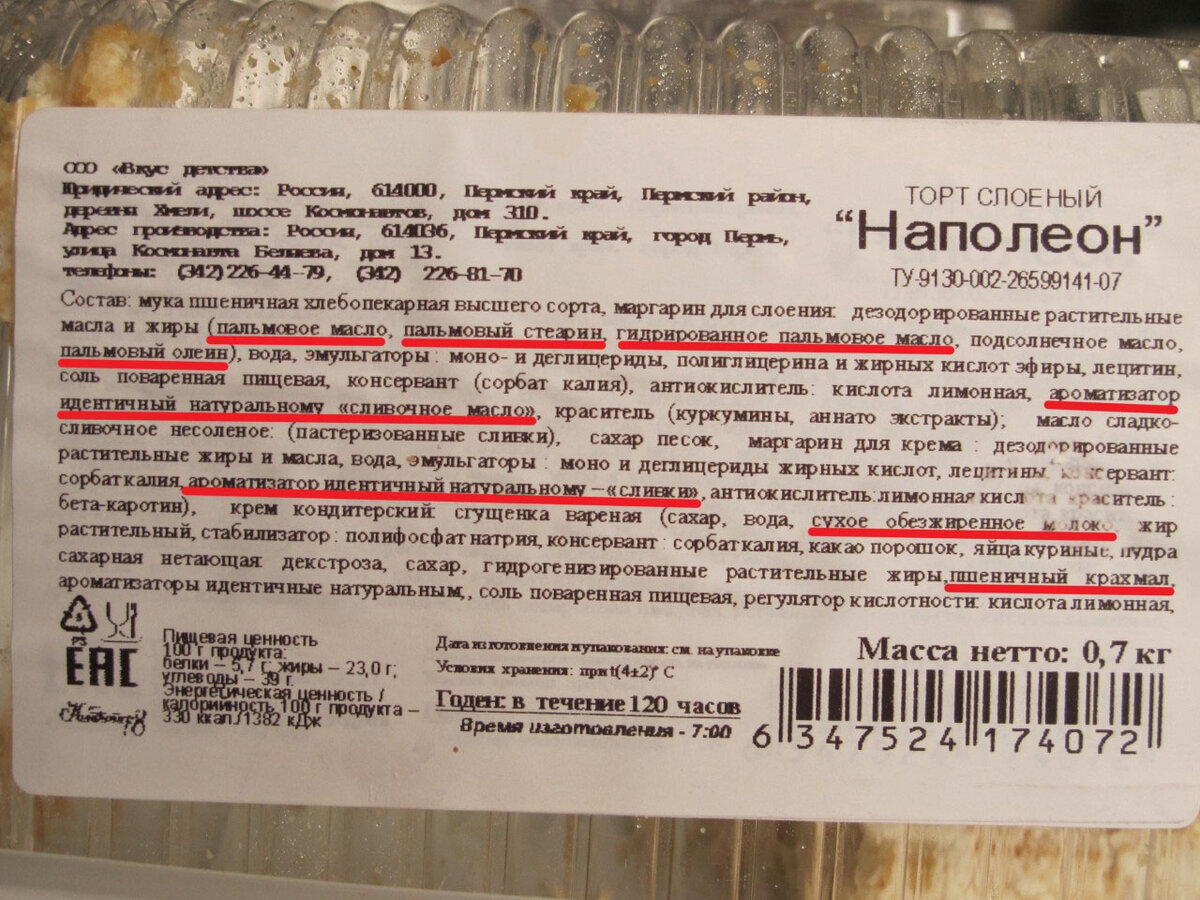 ООО «Вкус детства»
Юридический адрес: Россия, 614000, Пермский край, Пермский район,
деревня Хмели, шоссе Космонавтов, дом 310.
Адрес производства: Россия, 614036, Пермский край, город Пермь,
улица Космонавта Беляева, дом 13.
телефоны: (342)226-44-79, (342) 226-81-70
ТОРТ СЛОЕНЫЙ
“Наполеон”
ТУ-9130-002-26599141-07
Состав: мука пшеничная хлебопекарная высшего сорта, маргарин для слоения: дезодорированные растительные
масла и жиры (пальмовое масло, пальмовый стеарин, гидрированное пальмовое масло, подсолнечное масло,
пальмовый олеин), вода, эмульгаторы: моно- и деглицериды, полиглицерина и жирных кислот эфиры, лецитин,
соль поваренная пищевая, консервант (сорбат калия), антиокислитель: кислота лимонная, ароматизатор
идентичный натуральному «сливочное масло», краситель (куркумины, аннато экстракты); масло сладко-
сливочное несоленое: (пастеризованные сливки), сахар песок, маргарин для крема : дезодорированные
растительные жиры и масла, вода, эмульгаторы : моно и деглицериды жирных кислот, лецитины
сорбат калия, ароматизатор идентичный натуральному –«сливки», антиокислитель: лимонная краситель :
бета-каротин), крем кондитерский: сгущенка вареная (сахар, вода, сухое обезжиренное молоко, жир
растительный, стабилизатор : полифосфат натрия, консервант : сорбат калия, какао порошок, яйца куриные, пудра
сахарная нетающая: декстроза, сахар, гидрогенизированные растительные жиры, пшеничный крахмал,
ароматизаторы идентичные натуральным,, соль поваренная пищевая, регулятор кислотности: кислота лимонная,
EAC
Пищевая ценность
100 г продукта:
белки – 5,7 г; жиры – 23,0 г;
углеводы – 39 г.
Энергетическая ценность /
калорийность 100 г продукта –
330 ккал./1382 кДж
Дата изготовления и упакования: см. на упаковке
Условия хранения: при t(4±2)° С
Годен: в течение 120 часов
Время изготовления - 7:00
Масса нетто: 0,7 кг
6 347524 174072